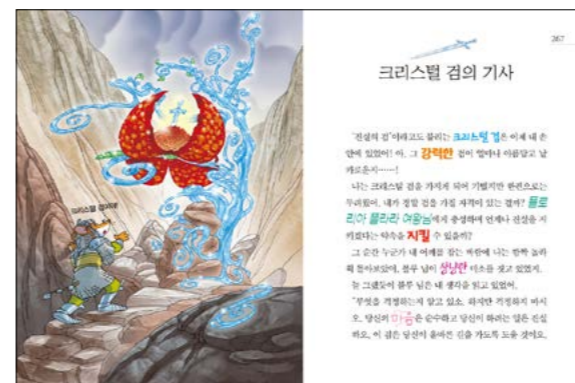 크리스털 검이야!
267
크리스털 검의 기사
“전설의 검”이라고도 불리는 크리스털 검은 이제 내 손
안에 있었어! 아, 그 강력한 검이 얼마나 아름답고 날
카로운지……!
나는 크리스털 검을 가지게 되어 기뻤지만 한편으로는
두려웠어. 내가 정말 검을 가질 자격이 있는 걸까? 플로
리아 플라라 여왕님에게 충성하며 언제나 진실을 지
키겠다는 약속을 지킬 수 있을까?
그 순간 누군가 내 어깨를 잡는 바람에 나는 깜짝 놀라
휙 돌아보았어. 블루 님이 상냥한 미소를 짓고 있었지.
늘 그랬듯이 블루 님은 내 생각을 읽고 있었어.
“무엇을 걱정하는지 알고 있소. 하지만 걱정하지 마시
오. 당신의 마음은 순수하고 당신이 하려는 일은 진실
하오. 이 검은 당신이 올바른 길을 가도록 도울 것이오.